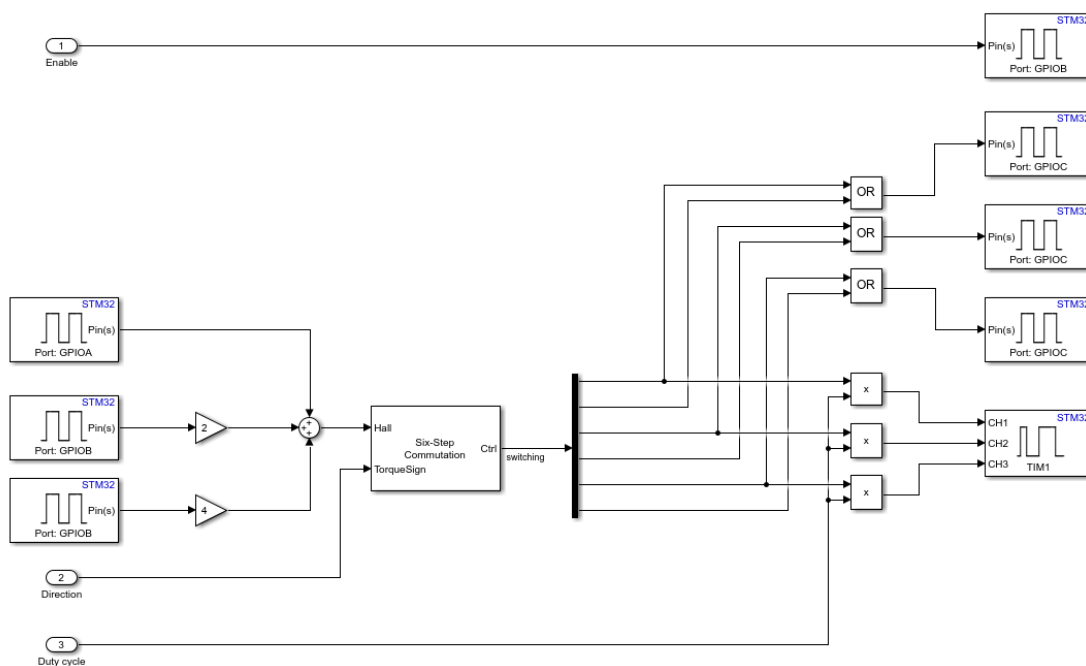 1
Enable
STM32
Pin(s)
Port: GPIOB
STM32
Pin(s)
Port: GPIOC
OR
STM32
Pin(s)
Port: GPIOC
OR
OR
STM32
Pin(s)
Port: GPIOC
STM32
Pin(s)
Port: GPIOA
STM32
Pin(s)
Port: GPIOB
2
+
+
+
STM32
Pin(s)
Port: GPIOB
4
Hall
Six-Step
Commutation
TorqueSign
Ctrl
switching
x
x
x
STM32
CH1
CH2
CH3
TIM1
2
Direction
3
Duty cycle